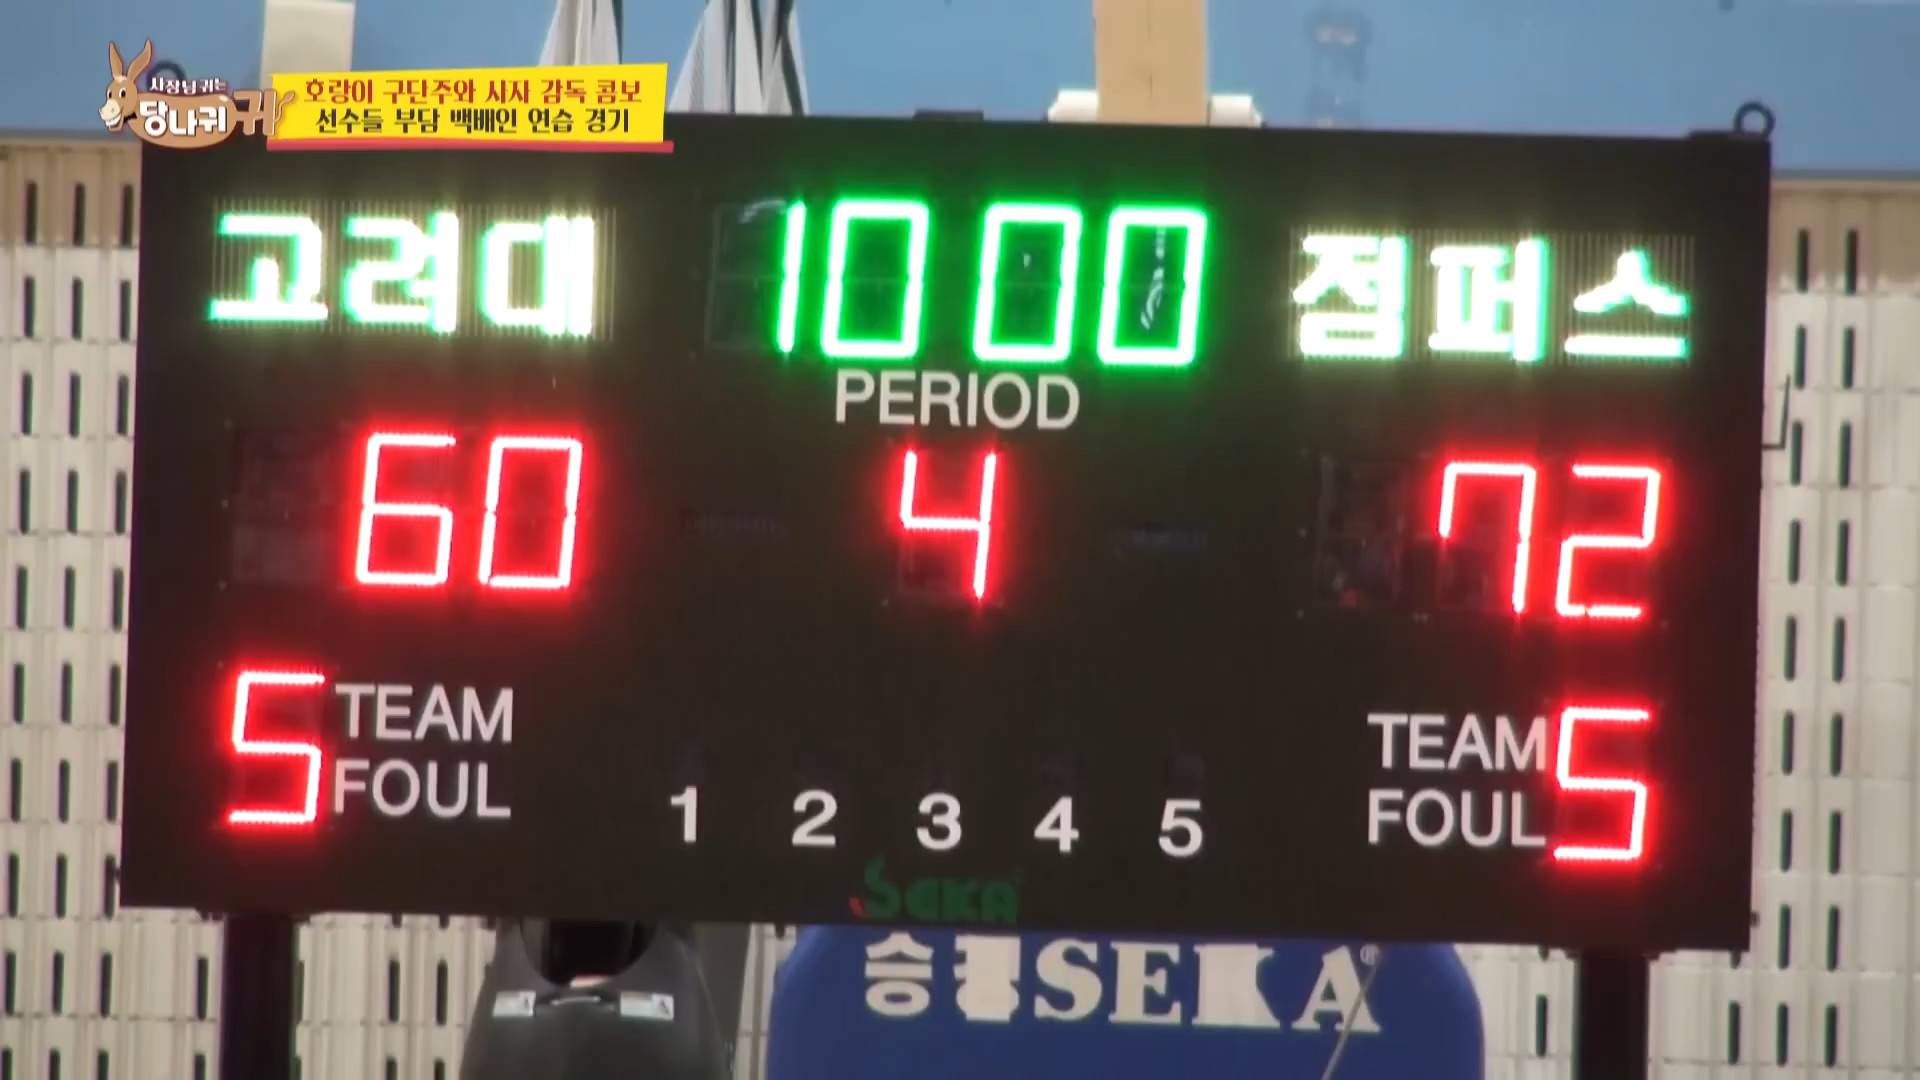 사장님 귀는
당나귀 귀
호랑이 구단주와 사자 감독 콤보
선수들 부담 백배인 연습 경기
고려대 10 00 점퍼스
PERIOD
60 4 72
5 TEAM FOUL
TEAM FOUL 5
1 2 3 4 5
SEKA
승경SEKA®